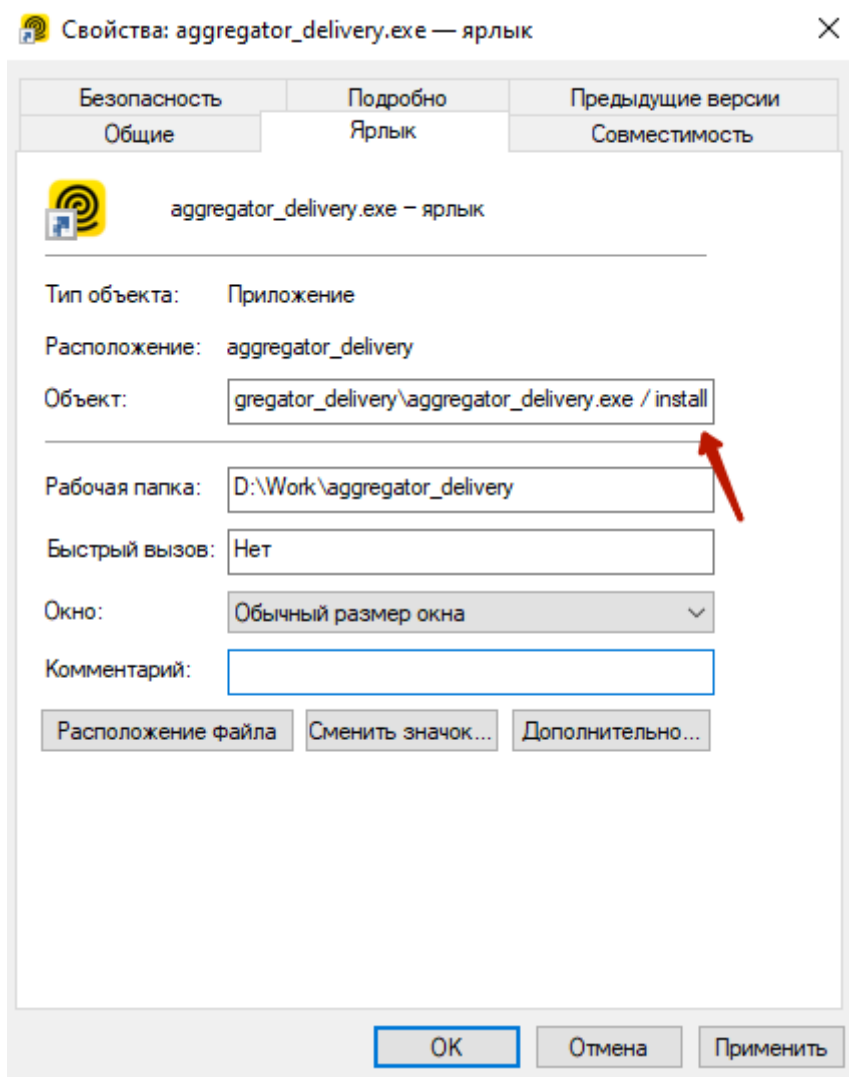 Свойства: aggregator_delivery.exe — ярлык
Безопасность Подробно Предыдущие версии
Общие Ярлык Совместимость
aggregator_delivery.exe – ярлык
Тип объекта: Приложение
Расположение: aggregator_delivery
Объект: gregator_delivery\aggregator_delivery.exe / install
Рабочая папка: D:\Work\aggregator_delivery
Быстрый вызов: Нет
Окно: Обычный размер окна
Комментарий:
Расположение файла Сменить значок... Дополнительно...
OK Отмена Применить